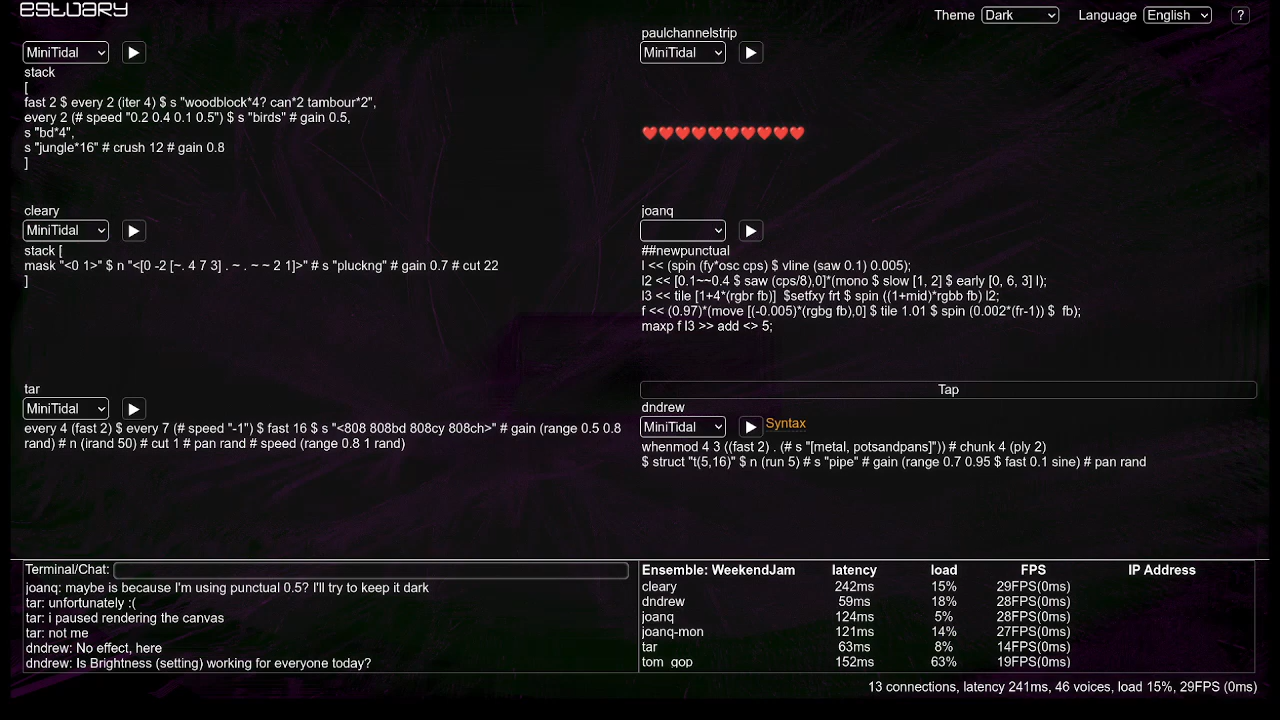 estuary
Theme Dark Language English ?
MiniTidal
stack
[
fast 2 $ every 2 (iter 4) $ s "woodblock*4? can*2 tambour*2",
every 2 (# speed "0.2 0.4 0.1 0.5") $ s "birds" # gain 0.5,
s "bd*4",
s "jungle*16" # crush 12 # gain 0.8
]
paulchannelstrip
MiniTidal
❤️❤️❤️❤️❤️❤️❤️❤️❤️❤️
cleary
MiniTidal
stack [
mask "<0 1>" $ n "<[0 -2 [~. 4 7 3] . ~ . ~ ~ 2 1]>" # s "pluckng" # gain 0.7 # cut 22
]
joanq
##newpunctual
l << (spin (fy*osc cps) $ vline (saw 0.1) 0.005);
l2 << [0.1~~0.4 $ saw (cps/8),0]*(mono $ slow [1, 2] $ early [0, 6, 3] l);
l3 << tile [1+4*(rgbr fb)]  $setfxy frt $ spin ((1+mid)*rgbb fb) l2;
f << (0.97)*(move [(-0.005)*(rgbg fb),0] $ tile 1.01 $ spin (0.002*(fr-1)) $  fb);
maxp f l3 >> add <> 5;
tar
MiniTidal
every 4 (fast 2) $ every 7 (# speed "-1") $ fast 16 $ s "<808 808bd 808cy 808ch>" # gain (range 0.5 0.8
rand) # n (irand 50) # cut 1 # pan rand # speed (range 0.8 1 rand)
Tap
dndrew
MiniTidal Syntax
whenmod 4 3 ((fast 2) . (# s "[metal, potsandpans]")) # chunk 4 (ply 2)
$ struct "t(5,16)" $ n (run 5) # s "pipe" # gain (range 0.7 0.95 $ fast 0.1 sine) # pan rand
Terminal/Chat:
joanq: maybe is because I'm using punctual 0.5? I'll try to keep it dark
tar: unfortunately :(
tar: i paused rendering the canvas
tar: not me
dndrew: No effect, here
dndrew: Is Brightness (setting) working for everyone today?
Ensemble: WeekendJam latency load FPS IP Address
cleary 242ms 15% 29FPS(0ms)
dndrew 59ms 18% 28FPS(0ms)
joanq 124ms 5% 28FPS(0ms)
joanq-mon 121ms 14% 27FPS(0ms)
tar 63ms 8% 14FPS(0ms)
tom_gop 152ms 63% 19FPS(0ms)
13 connections, latency 241ms, 46 voices, load 15%, 29FPS (0ms)